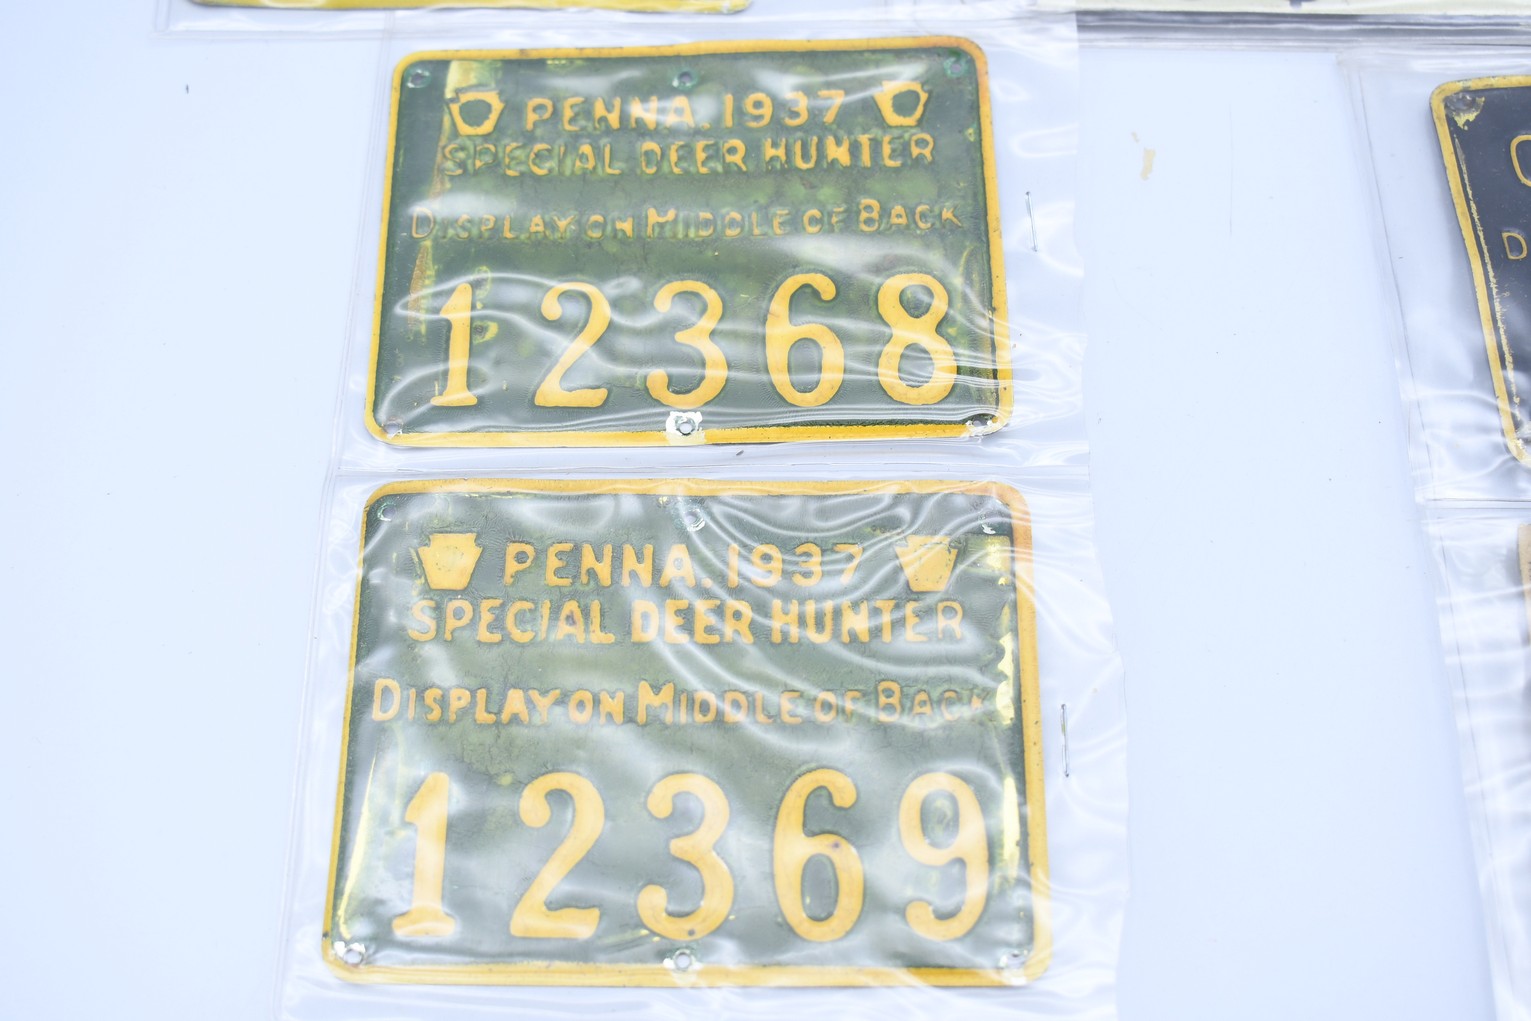 PENNA. 1937
SPECIAL DEER HUNTER
DISPLAY ON MIDDLE OF BACK
12368
PENNA. 1937
SPECIAL DEER HUNTER
DISPLAY ON MIDDLE OF BACK
12369
D